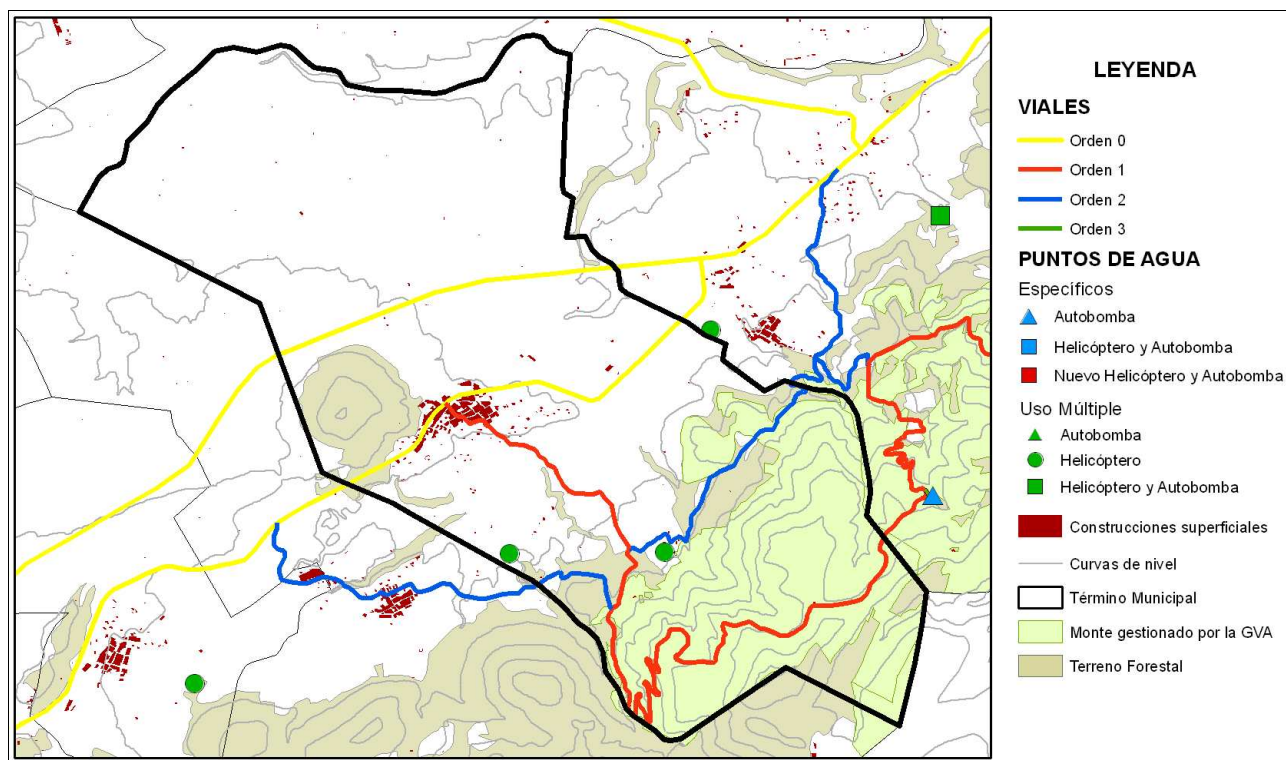 LEYENDA
VIALES
Orden 0
Orden 1
Orden 2
Orden 3
PUNTOS DE AGUA
Específicos
Autobomba
Helicóptero y Autobomba
Nuevo Helicóptero y Autobomba
Uso Múltiple
Autobomba
Helicóptero
Helicóptero y Autobomba
Construcciones superficiales
Curvas de nivel
Término Municipal
Monte gestionado por la GVA
Terreno Forestal